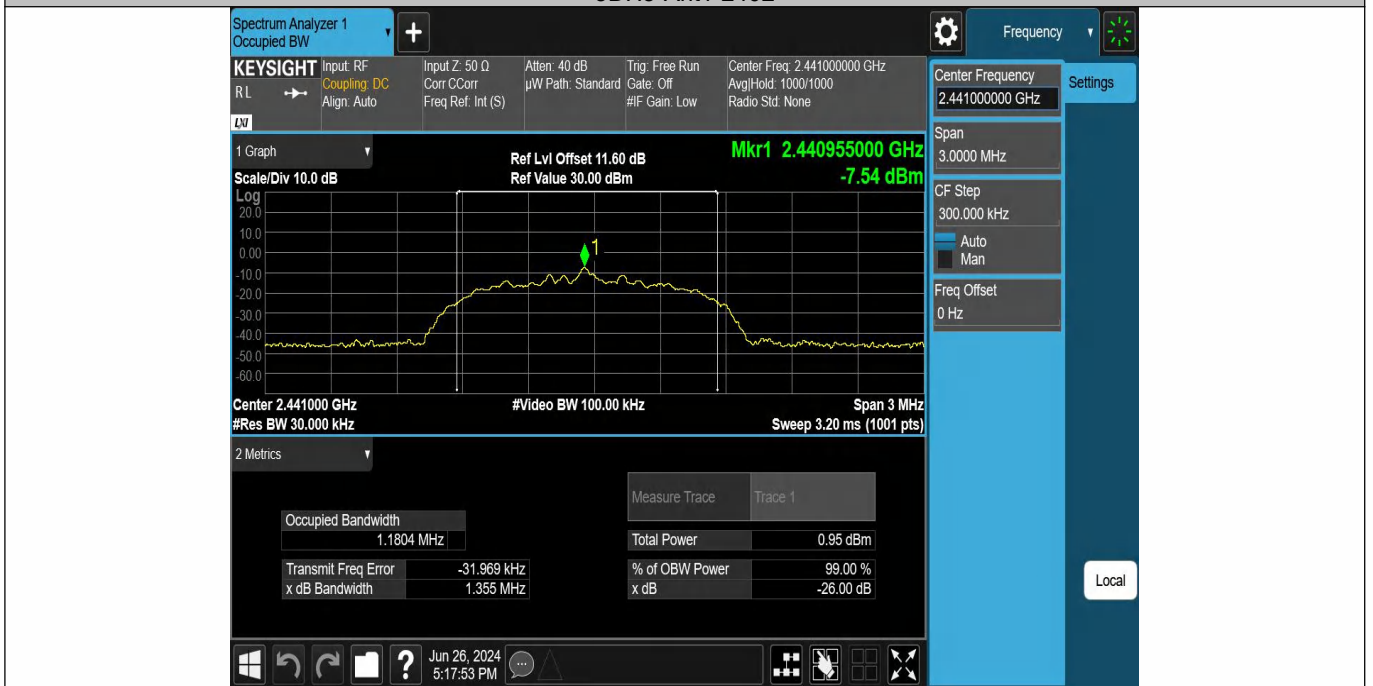 Spectrum Analyzer 1
Occupied BW
+
Frequency
KEYSIGHT
R L
LXI
Input: RF
Coupling: DC
Align: Auto
Input Z: 50 Ω
Corr CCorr
Freq Ref: Int (S)
Atten: 40 dB
µW Path: Standard
Trig: Free Run
Gate: Off
#IF Gain: Low
Center Freq: 2.441000000 GHz
Avg|Hold: 1000/1000
Radio Std: None
Center Frequency
2.441000000 GHz
Settings
Span
3.0000 MHz
CF Step
300.000 kHz
Auto
Man
Freq Offset
0 Hz
Local
1 Graph
Scale/Div 10.0 dB
Ref Lvl Offset 11.60 dB
Ref Value 30.00 dBm
Mkr1 2.440955000 GHz
-7.54 dBm
Log
20.0
10.0
0.00
-10.0
-20.0
-30.0
-40.0
-50.0
-60.0
1
Center 2.441000 GHz
#Video BW 100.00 kHz
Span 3 MHz
#Res BW 30.000 kHz
Sweep 3.20 ms (1001 pts)
2 Metrics
Measure Trace Trace 1
Occupied Bandwidth
1.1804 MHz
Total Power 0.95 dBm
Transmit Freq Error -31.969 kHz
% of OBW Power 99.00 %
x dB Bandwidth 1.355 MHz
x dB -26.00 dB
?
Jun 26, 2024
5:17:53 PM